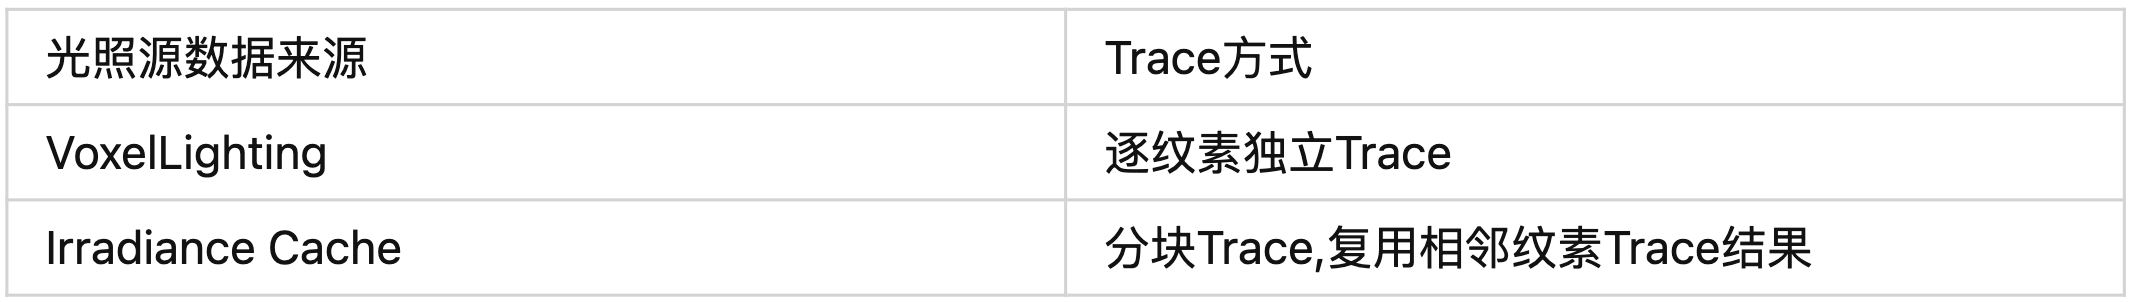 光照源数据来源
Trace方式
VoxelLighting
逐纹素独立Trace
Irradiance Cache
分块Trace,复用相邻纹素Trace结果